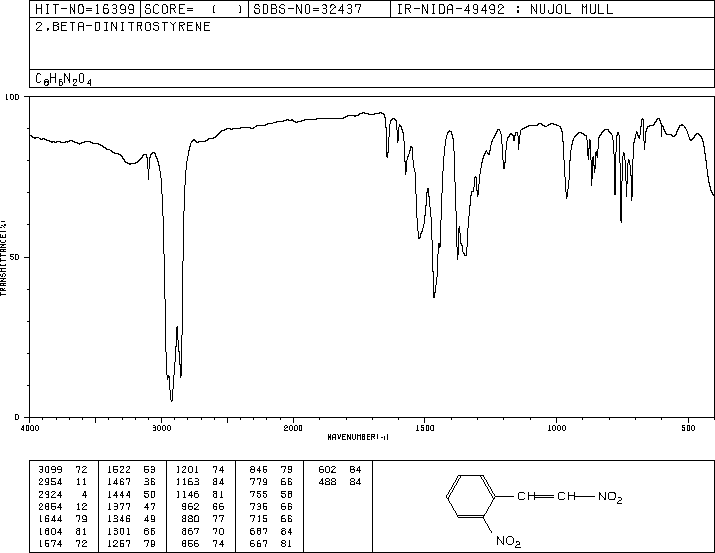 HIT-NO=16399 SCORE= ( ) SDBS-NO=32437 IR-NIDA-49492 : NUJOL MULL
2,BETA-DINITROSTYRENE
C8H6N2O4
100
50
0
TRANSMITTANCE(%)
4000 3000 2000 1500 1000 500
WAVENUMBER(-1)
3099 72 1522 53 1201 74 846 79 602 84
2954 11 1467 36 1163 84 779 66 488 84
2924 4 1444 50 1146 81 755 58
2854 12 1377 47 962 66 736 66
1644 79 1346 49 880 77 715 66
1604 81 1301 66 867 70 687 84
1574 72 1267 79 856 74 667 81
CH CH NO2
NO2